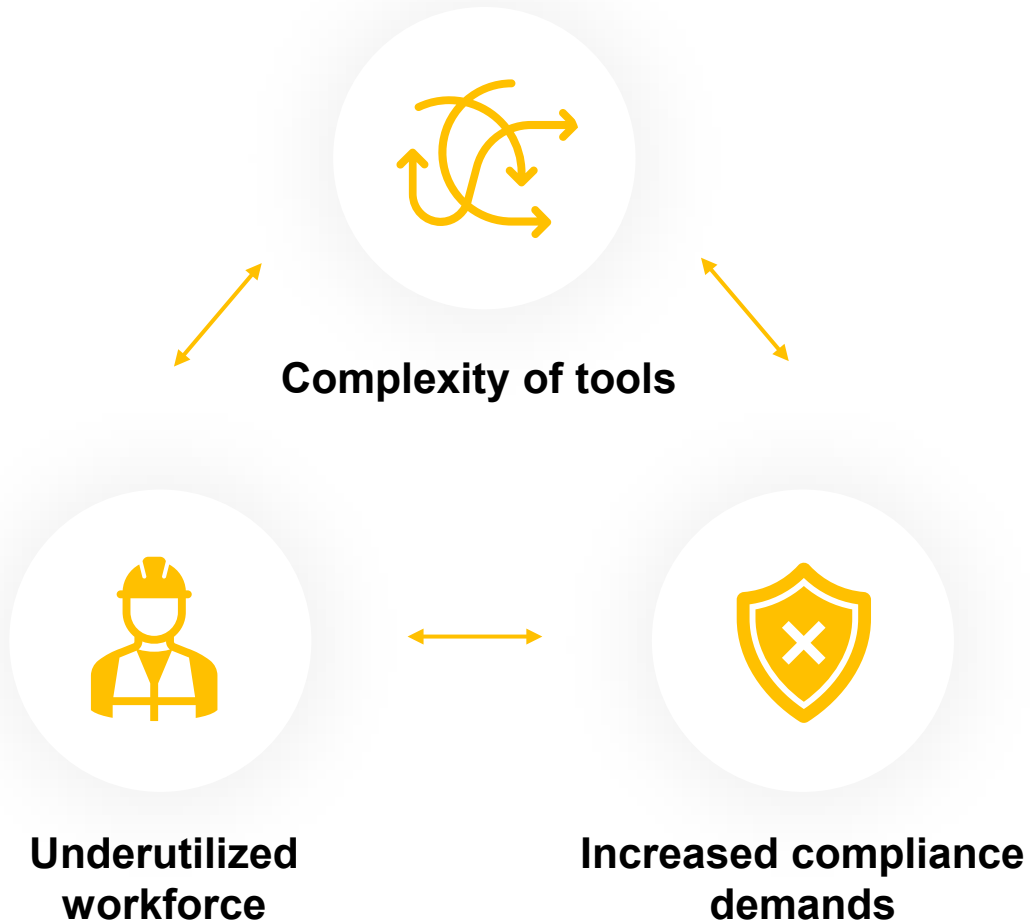 Complexity of tools
Underutilized
workforce
Increased compliance
demands